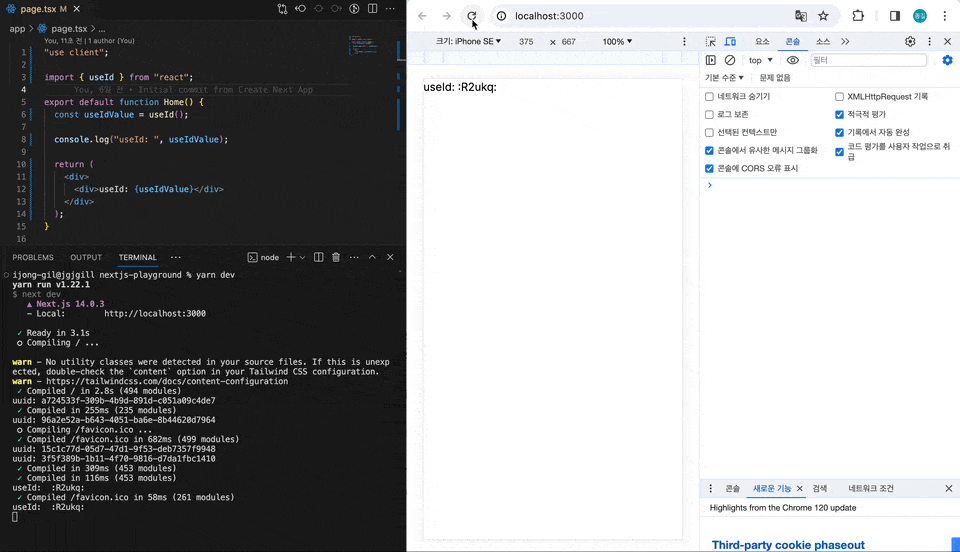 page.tsx M
app > page.tsx > ...
You, 11초 전 | 1 author (You)
1 "use client";
2
3 import { useId } from "react";
4 You, 6일 전 • Initial commit from Create Next App
5 export default function Home() {
6 const useIdValue = useId();
7
8 console.log("useId: ", useIdValue);
9
10 return (
11 <div>
12 <div>useId: {useIdValue}</div>
13 </div>
14 );
15 }
16
PROBLEMS OUTPUT TERMINAL ... node
ijong-gil@jgjgill nextjs-playground % yarn dev
yarn run v1.22.1
$ next dev
▲ Next.js 14.0.3
- Local: http://localhost:3000
✓ Ready in 3.1s
○ Compiling / ...
warn - No utility classes were detected in your source files. If this is unexp
ected, double-check the `content` option in your Tailwind CSS configuration.
warn - https://tailwindcss.com/docs/content-configuration
✓ Compiled / in 2.8s (494 modules)
uuid: a724533f-309b-4b9d-891d-c051a09c4de7
✓ Compiled in 255ms (235 modules)
uuid: 96a2e52a-b643-4051-ba6e-8b44620d7964
○ Compiling /favicon.ico ...
✓ Compiled /favicon.ico in 682ms (499 modules)
uuid: 15c1c77d-05d7-47d1-9f53-deb7357f9948
uuid: 3f5f389b-1b11-4f70-9816-d7da1fbc1410
✓ Compiled in 309ms (453 modules)
✓ Compiled in 116ms (453 modules)
useId: :R2ukq:
✓ Compiled /favicon.ico in 58ms (261 modules)
useId: :R2ukq:
localhost:3000
종길
크기: iPhone SE ▼ 375 × 667 100% ▼
useId: :R2ukq:
요소 콘솔 소스
top ▼ 필터
기본 수준 ▼ 문제 없음
네트워크 숨기기 XMLHttpRequest 기록
로그 보존 적극적 평가
선택된 컨텍스트만 기록에서 자동 완성
콘솔에서 유사한 메시지 그룹화 코드 평가를 사용자 작업으로 취급
콘솔에 CORS 오류 표시
콘솔 새로운 기능 검색 네트워크 조건
Highlights from the Chrome 120 update
Third-party cookie phaseout